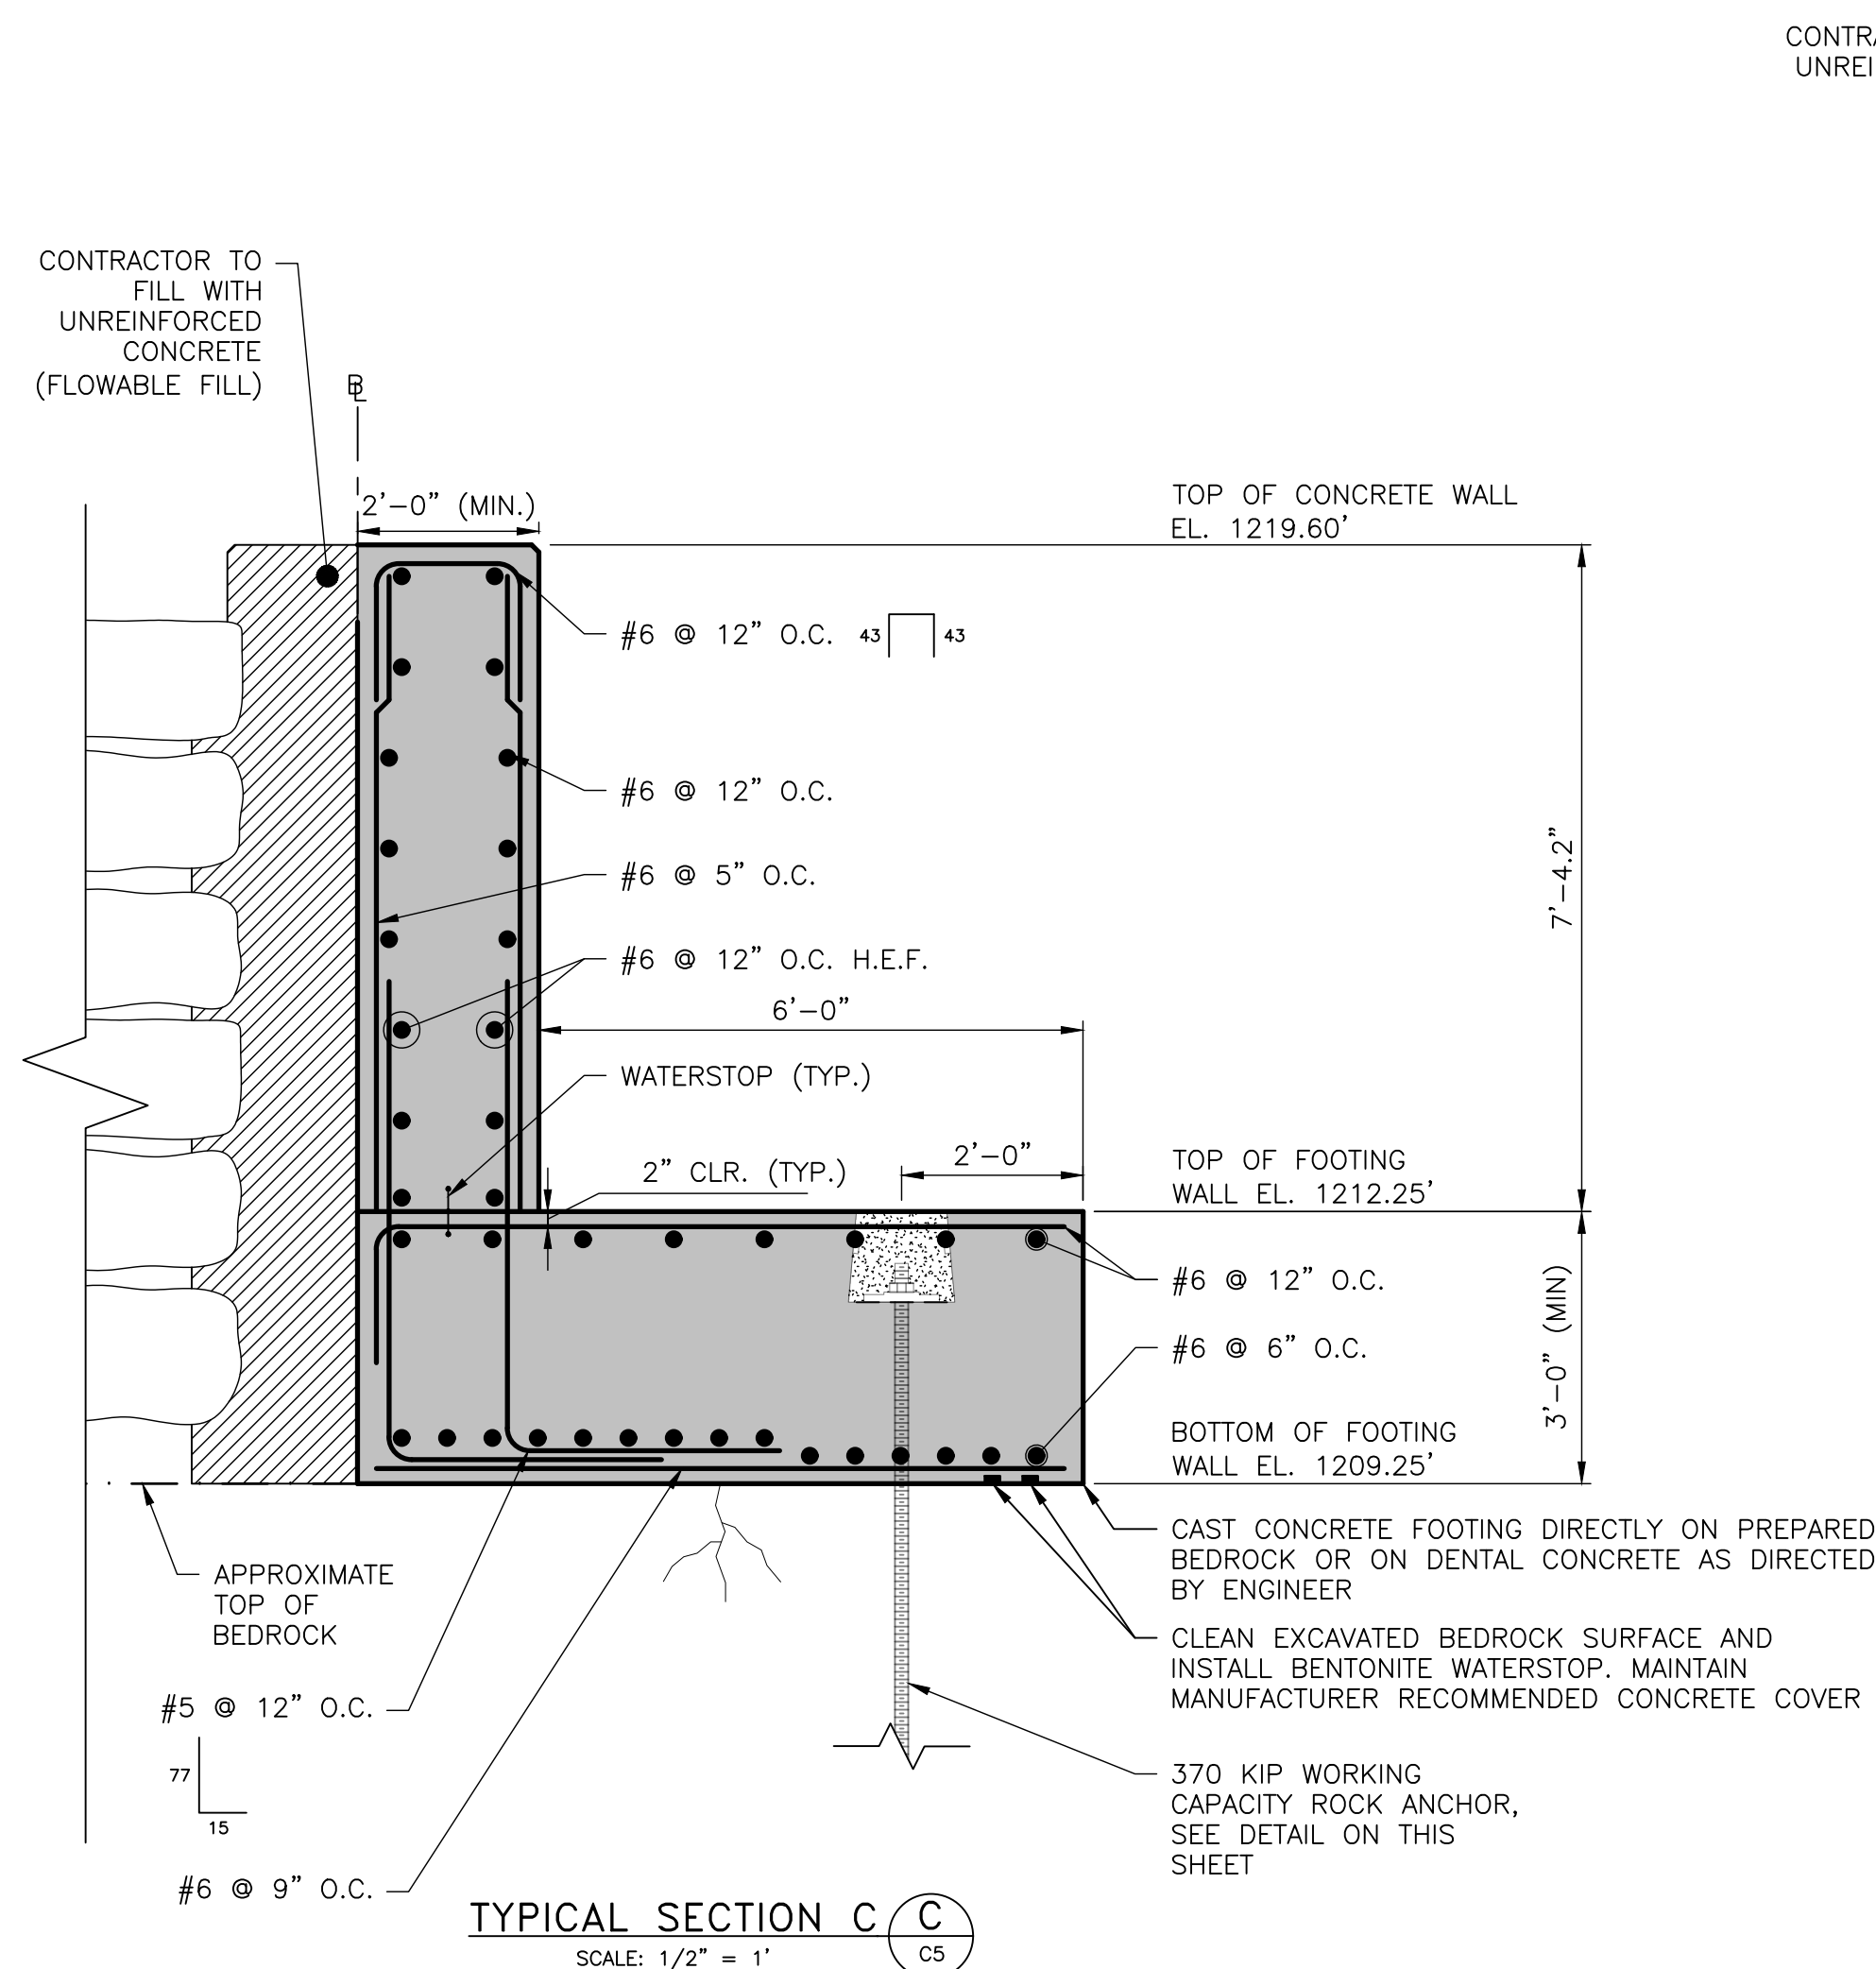 CONTRA
UNREI
CONTRACTOR TO
FILL WITH
UNREINFORCED
CONCRETE
(FLOWABLE FILL)
BL
2'-0" (MIN.)
TOP OF CONCRETE WALL
EL. 1219.60'
#6 @ 12" O.C. 43 43
#6 @ 12" O.C.
7'-4.2"
#6 @ 5" O.C.
#6 @ 12" O.C. H.E.F.
6'-0"
WATERSTOP (TYP.)
2" CLR. (TYP.)
2'-0"
TOP OF FOOTING
WALL EL. 1212.25'
#6 @ 12" O.C.
#6 @ 6" O.C.
3'-0" (MIN)
BOTTOM OF FOOTING
WALL EL. 1209.25'
CAST CONCRETE FOOTING DIRECTLY ON PREPARED
BEDROCK OR ON DENTAL CONCRETE AS DIRECTED
BY ENGINEER
APPROXIMATE
TOP OF
BEDROCK
CLEAN EXCAVATED BEDROCK SURFACE AND
INSTALL BENTONITE WATERSTOP. MAINTAIN
MANUFACTURER RECOMMENDED CONCRETE COVER
#5 @ 12" O.C.
77
15
370 KIP WORKING
CAPACITY ROCK ANCHOR,
SEE DETAIL ON THIS
SHEET
#6 @ 9" O.C.
TYPICAL SECTION C
C
C5
SCALE: 1/2" = 1'